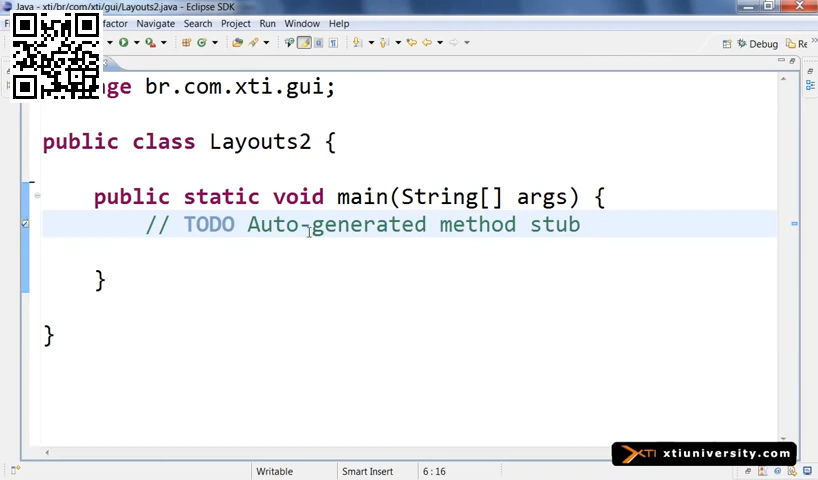 Java - xti/br/com/xti/gui/Layouts2.java - Eclipse SDK
Navigate Search Project Run Window Help
Debug
br.com.xti.gui;
public class Layouts2 {
public static void main(String[] args) {
// TODO Auto-generated method stub
}
}
XTI xtiuniversity.com
Writable Smart Insert 6 : 16